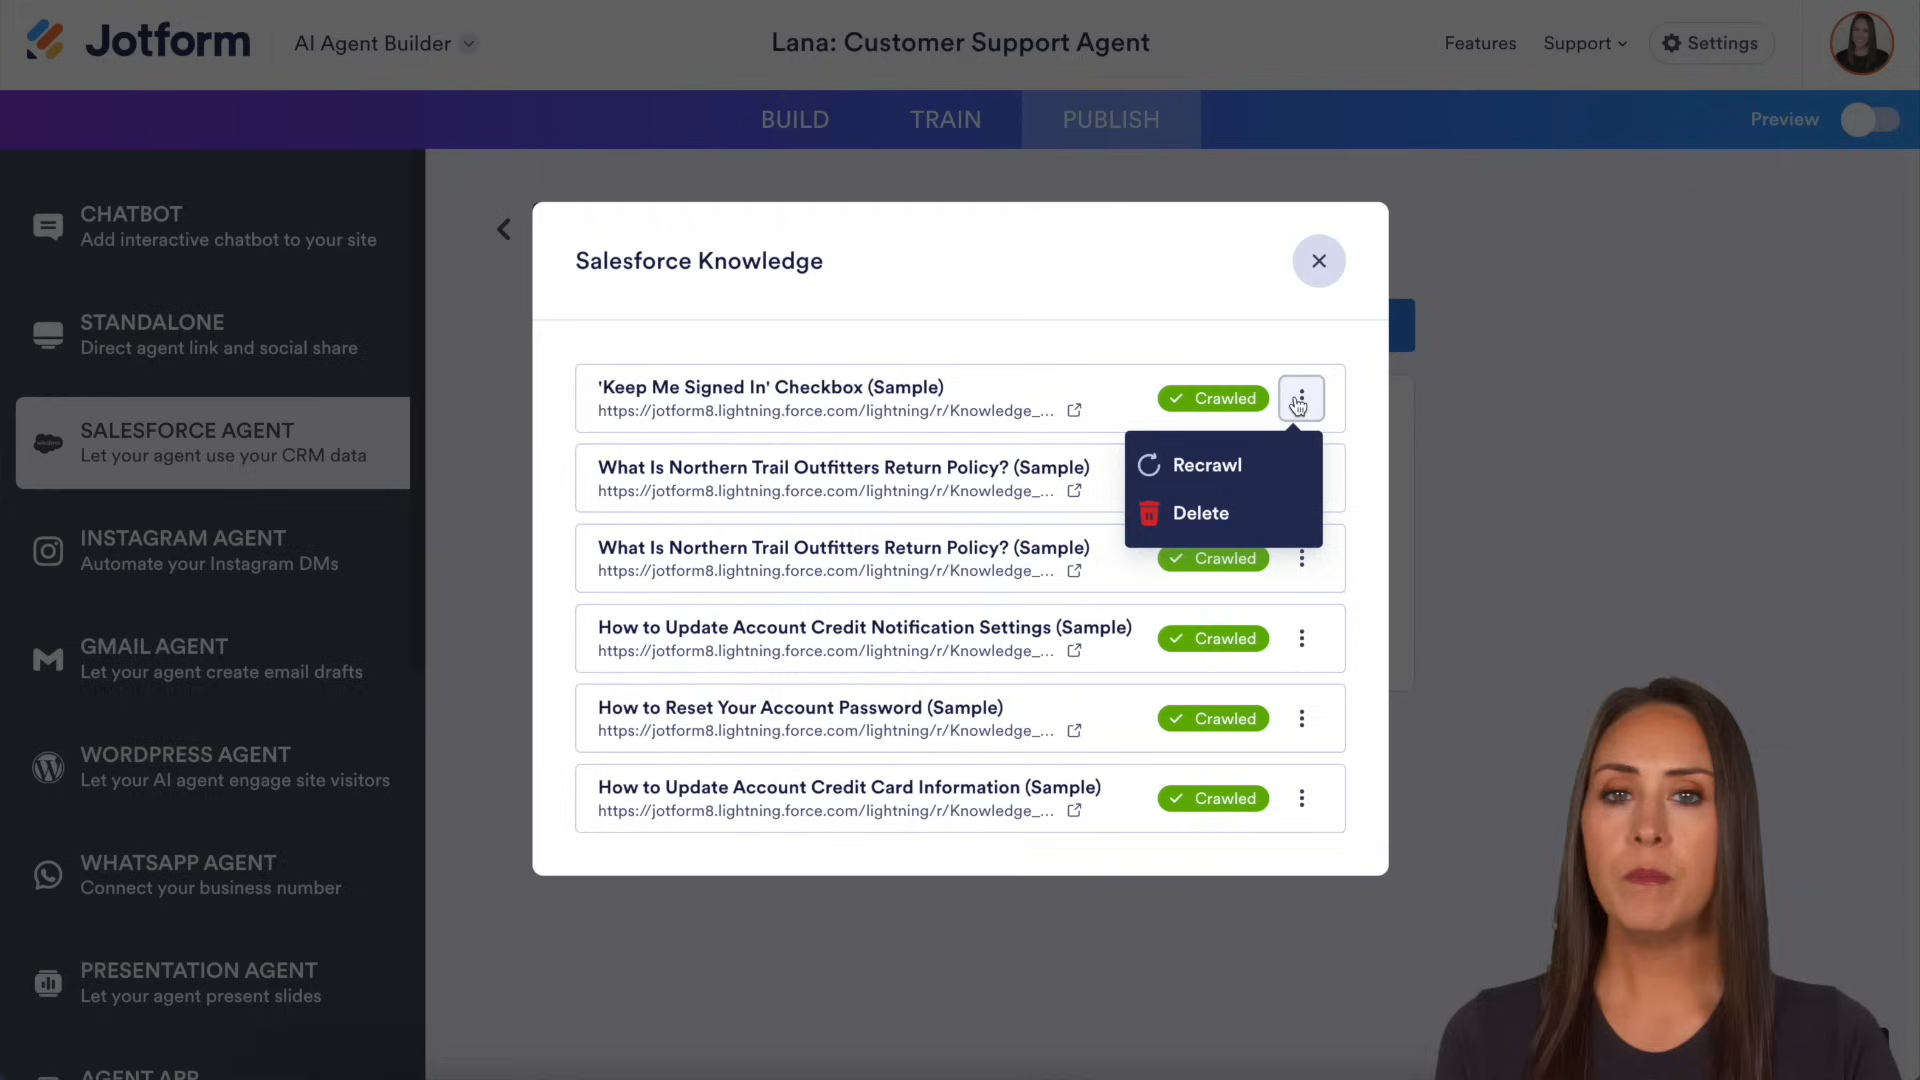 Jotform
AI Agent Builder
Lana: Customer Support Agent
Features
Support
Settings
BUILD
TRAIN
PUBLISH
Preview
CHATBOT
Add interactive chatbot to your site
STANDALONE
Direct agent link and social share
SALESFORCE AGENT
Let your agent use your CRM data
INSTAGRAM AGENT
Automate your Instagram DMs
GMAIL AGENT
Let your agent create email drafts
WORDPRESS AGENT
Let your AI agent engage site visitors
WHATSAPP AGENT
Connect your business number
PRESENTATION AGENT
Let your agent present slides
AGENT APP
Salesforce Knowledge
'Keep Me Signed In' Checkbox (Sample)
https://jotform8.lightning.force.com/lightning/r/Knowledge_...
Crawled
Recrawl
Delete
What Is Northern Trail Outfitters Return Policy? (Sample)
https://jotform8.lightning.force.com/lightning/r/Knowledge_...
What Is Northern Trail Outfitters Return Policy? (Sample)
https://jotform8.lightning.force.com/lightning/r/Knowledge_...
Crawled
How to Update Account Credit Notification Settings (Sample)
https://jotform8.lightning.force.com/lightning/r/Knowledge_...
Crawled
How to Reset Your Account Password (Sample)
https://jotform8.lightning.force.com/lightning/r/Knowledge_...
Crawled
How to Update Account Credit Card Information (Sample)
https://jotform8.lightning.force.com/lightning/r/Knowledge_...
Crawled